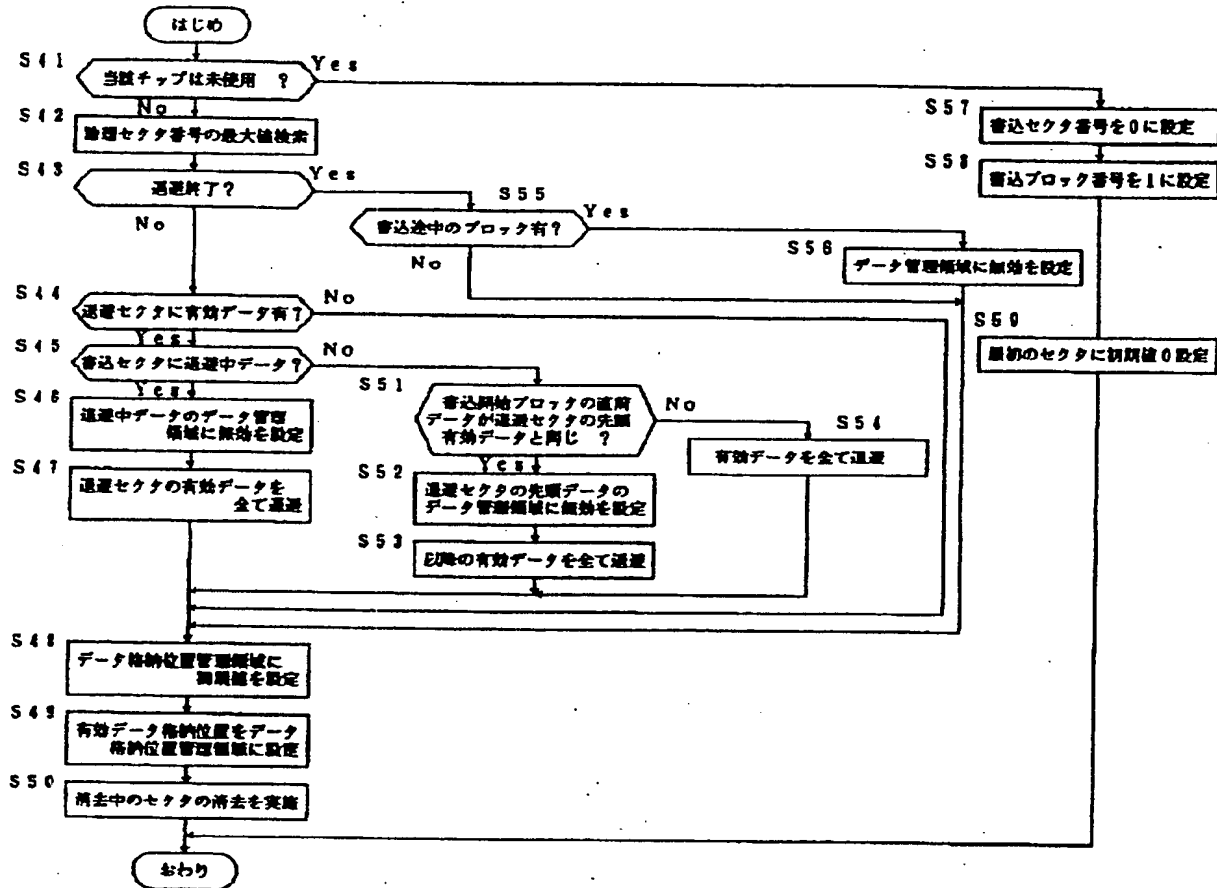 はじめ
S41
当該チップは未使用 ?
Yes
No
S42
論理セクタ番号の最大値検索
S43
退避終了?
Yes
No
S55
書込途中のブロック有?
Yes
No
S56
データ管理領域に無効を設定
S57
書込セクタ番号を0に設定
S58
書込ブロック番号を1に設定
S59
最初のセクタに初期値0設定
S44
退避セクタに有効データ有?
No
Yes
S45
書込セクタに退避中データ?
No
Yes
S46
退避中データのデータ管理
領域に無効を設定
S47
退避セクタの有効データを
全て退避
S51
書込開始ブロックの直前
データが退避セクタの先頭
有効データと同じ ?
No
Yes
S54
有効データを全て退避
S52
退避セクタの先頭データの
データ管理領域に無効を設定
S53
以降の有効データを全て退避
S48
データ格納位置管理領域に
初期値を設定
S49
有効データ格納位置をデータ
格納位置管理領域に設定
S50
消去中のセクタの消去を実施
おわり